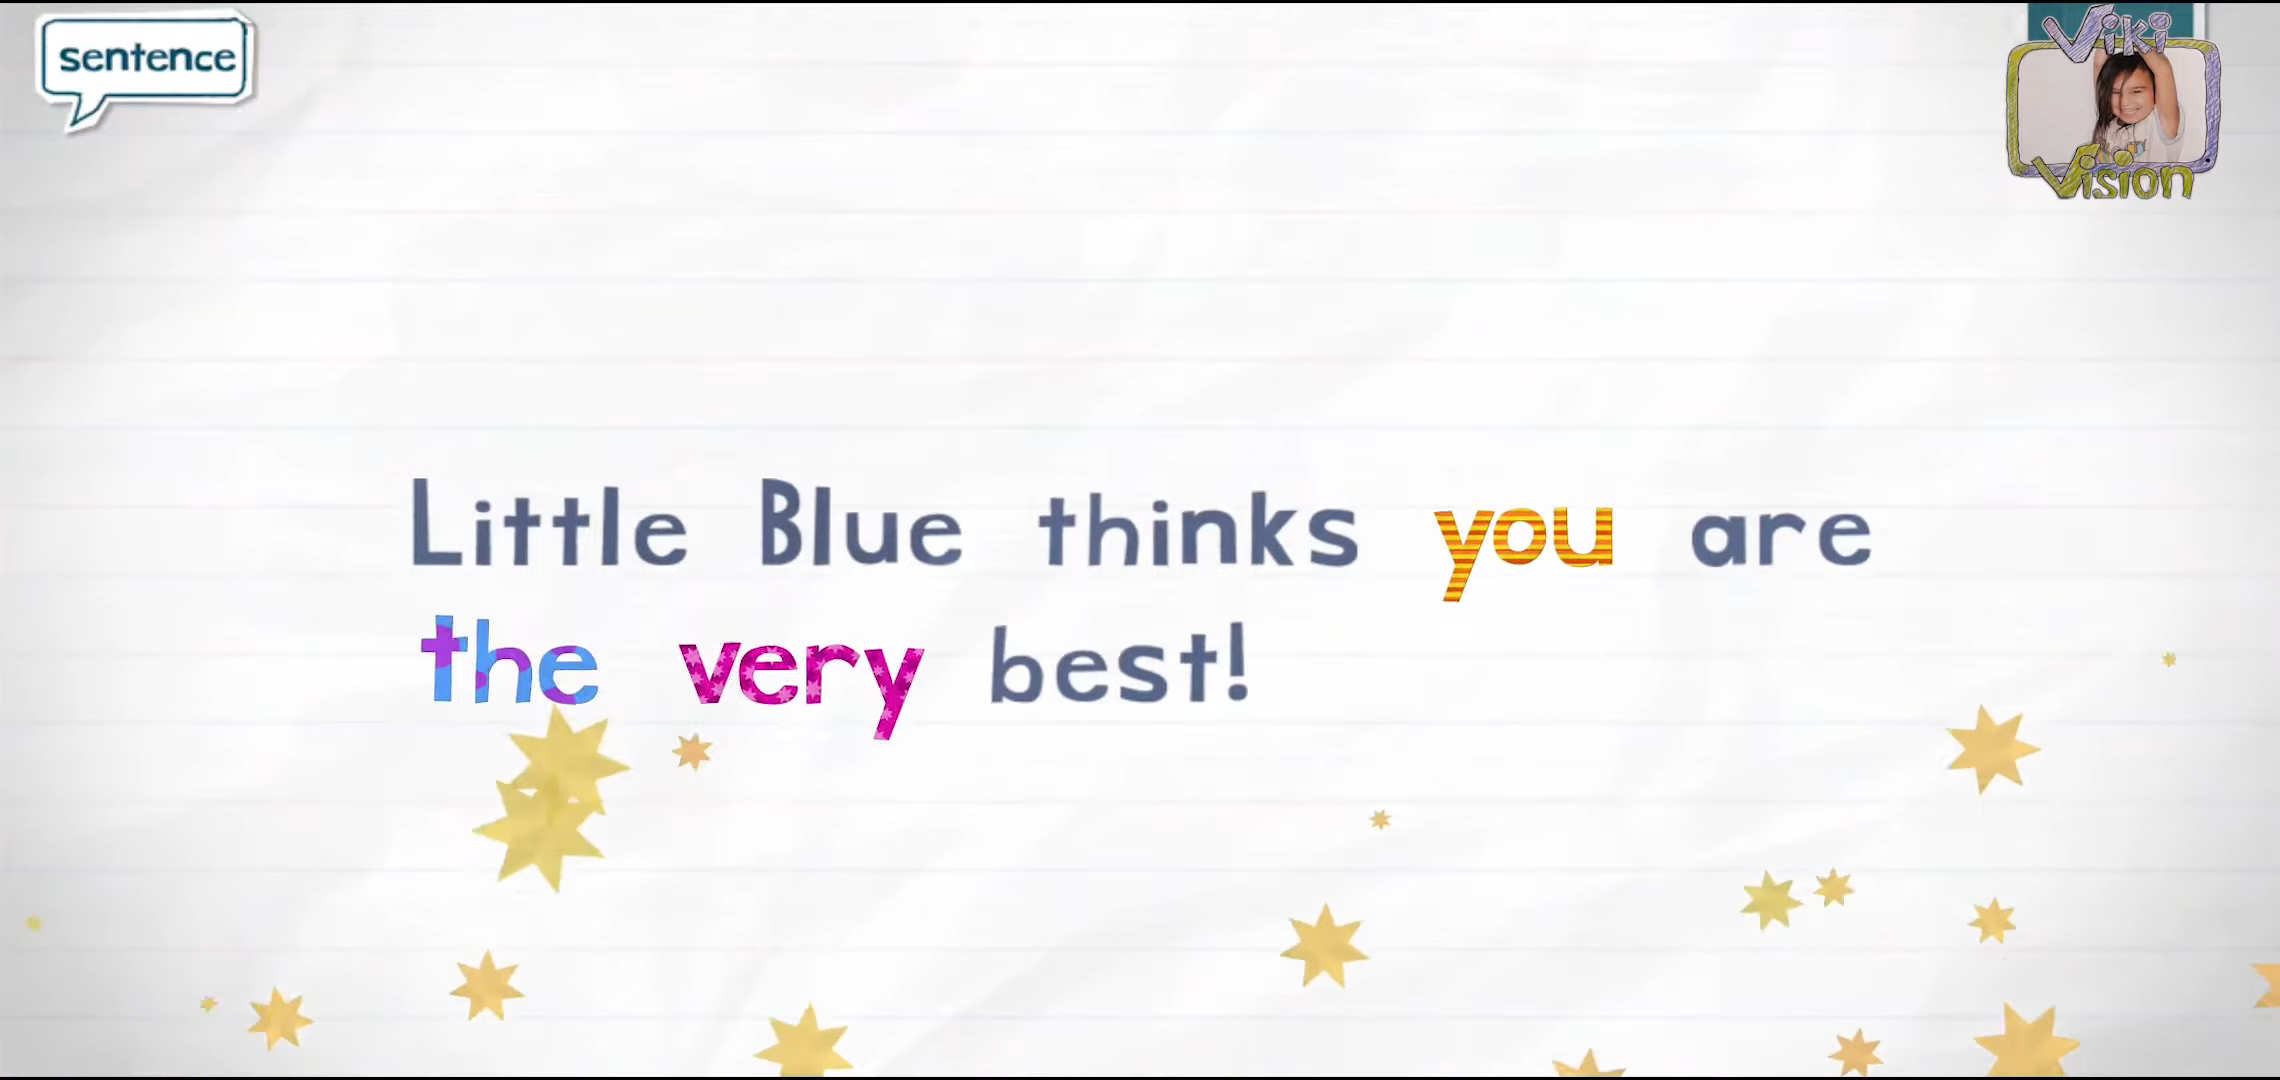 sentence
Viki
Vision
Little Blue thinks you are
the very best!